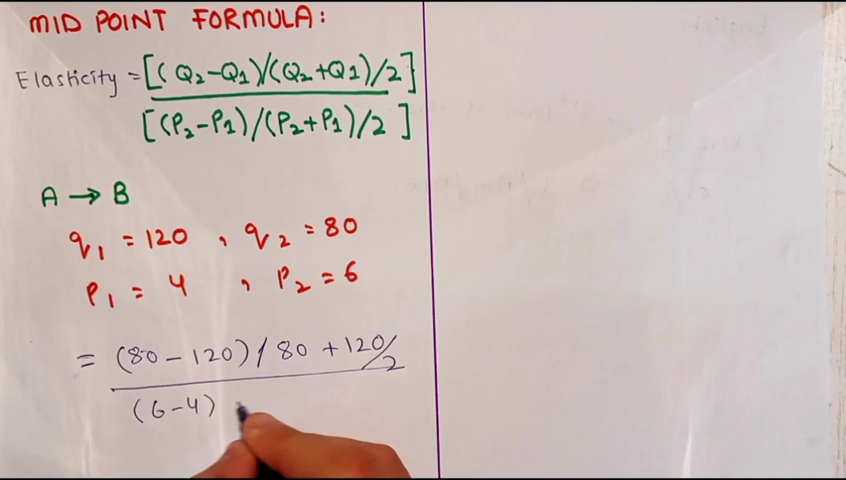 MID POINT FORMULA:
Elasticity = [(Q2-Q1)/(Q2+Q1)/2]
[(P2-P1)/(P2+P1)/2]
A → B
q1 = 120 , q2 = 80
P1 = 4 , P2 = 6
= (80 - 120) / 80 + 120/2
(6-4)